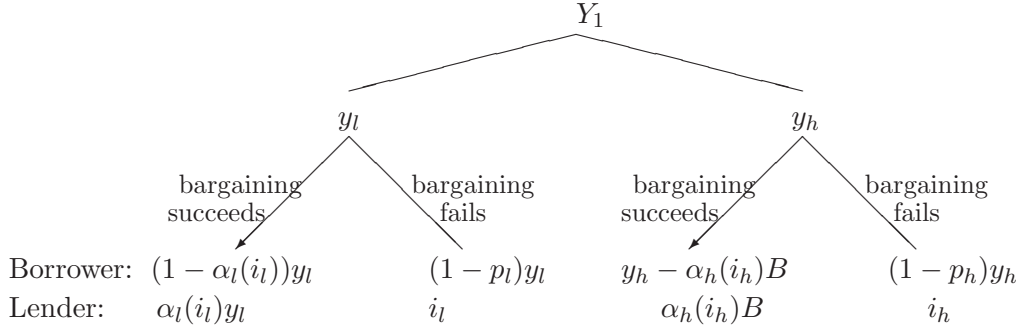 Y₁
y_l y_h
bargaining bargaining bargaining bargaining
succeeds fails succeeds fails
Borrower: (1 − α_l(i_l))y_l (1 − p_l)y_l y_h − α_h(i_h)B (1 − p_h)y_h
Lender: α_l(i_l)y_l i_l α_h(i_h)B i_h